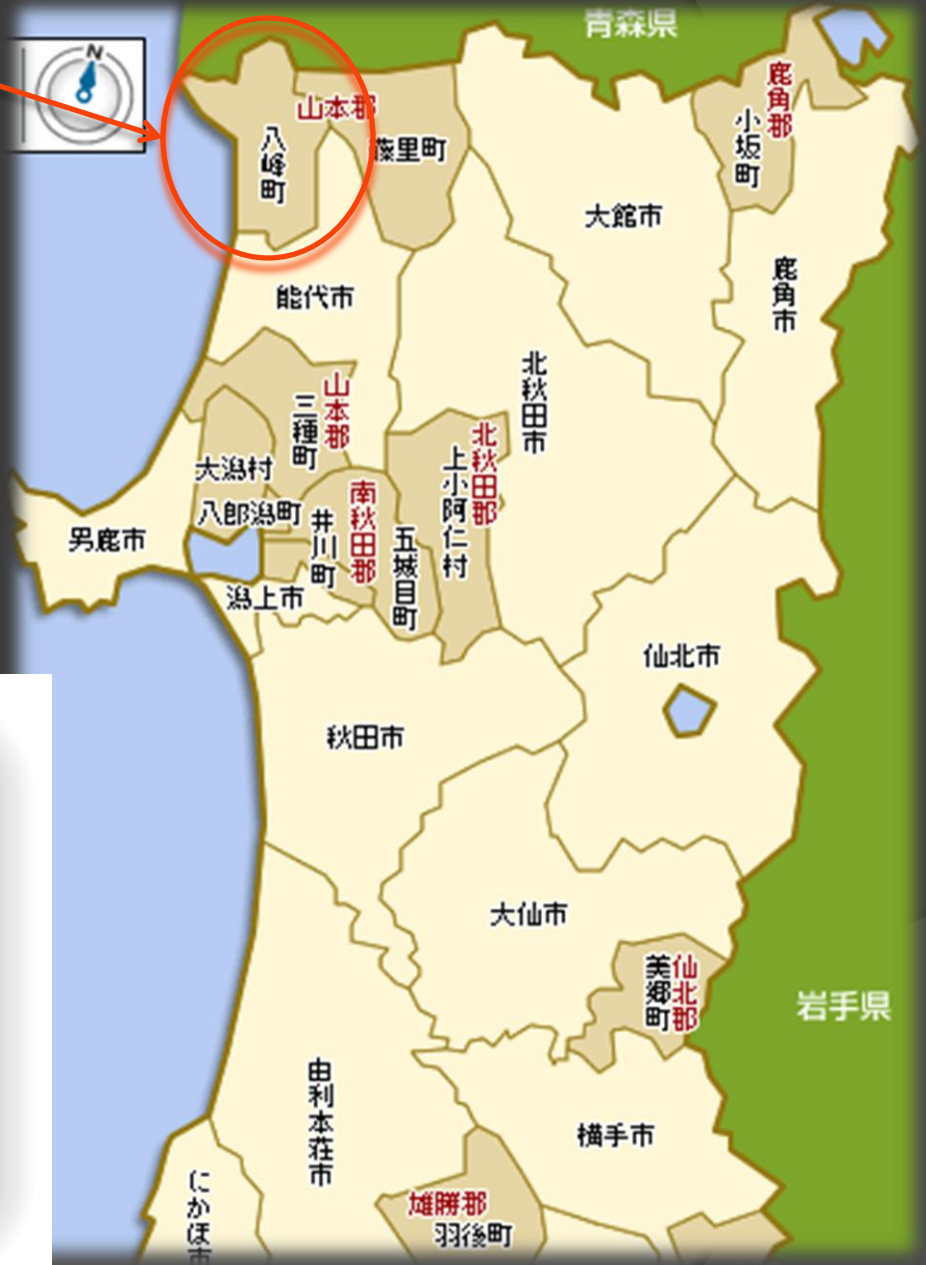 青森県
N
山本郡
八峰町
藤里町
鹿角郡
小坂町
大館市
鹿角市
能代市
北秋田市
山本郡
三種町
大潟村
八郎潟町
北秋田郡
上小阿仁村
南秋田郡
井川町
五城目町
男鹿市
潟上市
仙北市
秋田市
大仙市
仙北郡
美郷町
岩手県
由利本荘市
横手市
にかほ市
雄勝郡
羽後町